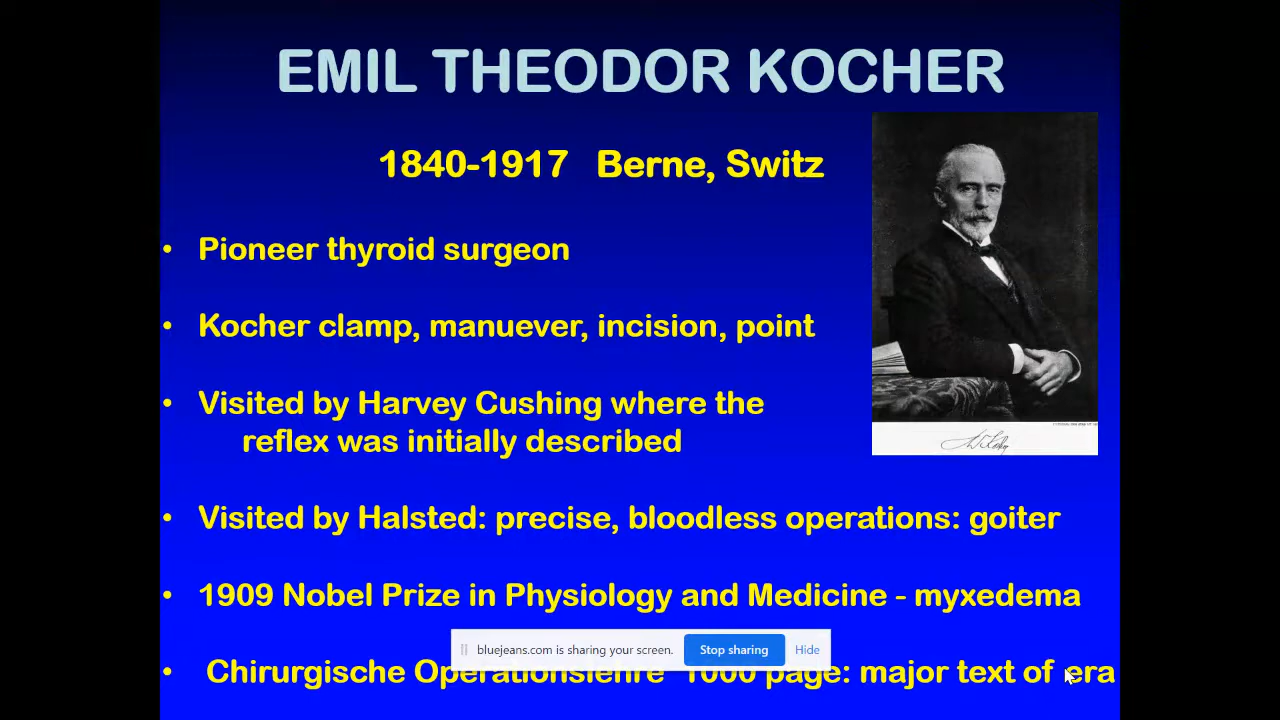 EMIL THEODOR KOCHER
1840-1917 Berne, Switz
• Pioneer thyroid surgeon
• Kocher clamp, manuever, incision, point
• Visited by Harvey Cushing where the
reflex was initially described
• Visited by Halsted: precise, bloodless operations: goiter
• 1909 Nobel Prize in Physiology and Medicine - myxedema
bluejeans.com is sharing your screen. Stop sharing Hide
• Chirurgische Operationslehre 1000 page: major text of era